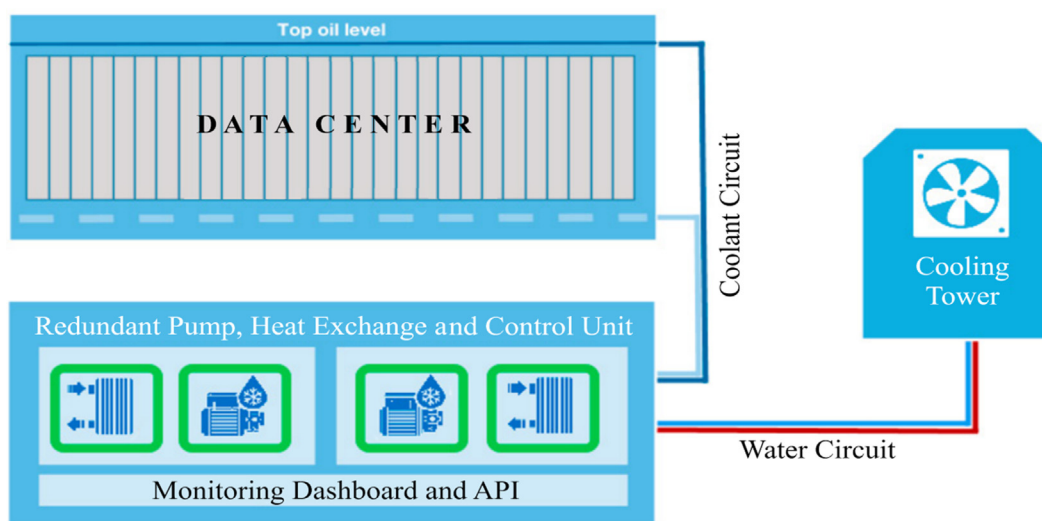 Top oil level
DATA CENTER
Coolant Circuit
Cooling
Tower
Redundant Pump, Heat Exchange and Control Unit
Water Circuit
Monitoring Dashboard and API